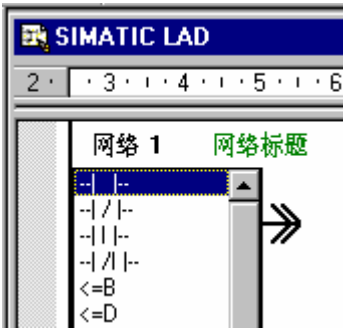 SIMATIC LAD
2 · · 3 · ı · 4 · ı · 5 · ı · 6
网络 1 网络标题
--| |--
--| / |--
--| I |--
--| /I |--
<=B
<=D